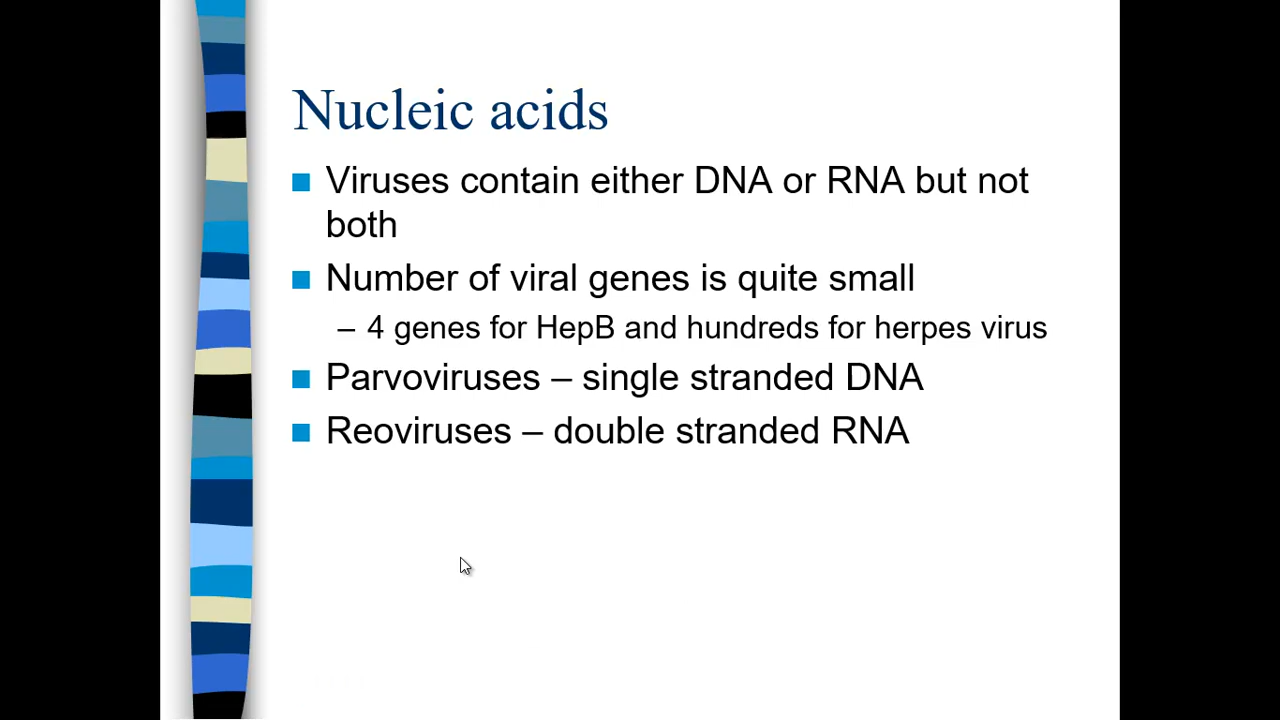 Nucleic acids
Viruses contain either DNA or RNA but not
both
Number of viral genes is quite small
– 4 genes for HepB and hundreds for herpes virus
Parvoviruses – single stranded DNA
Reoviruses – double stranded RNA